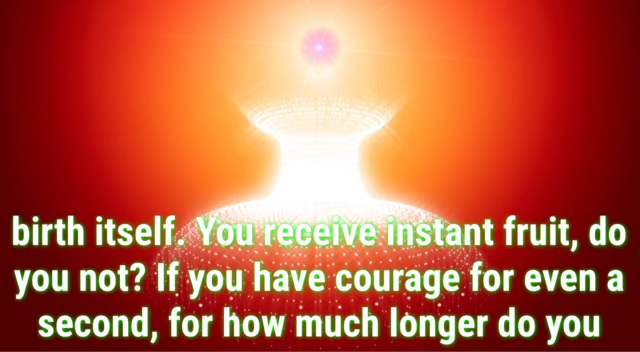 birth itself. You receive instant fruit, do
you not? If you have courage for even a
second, for how much longer do you